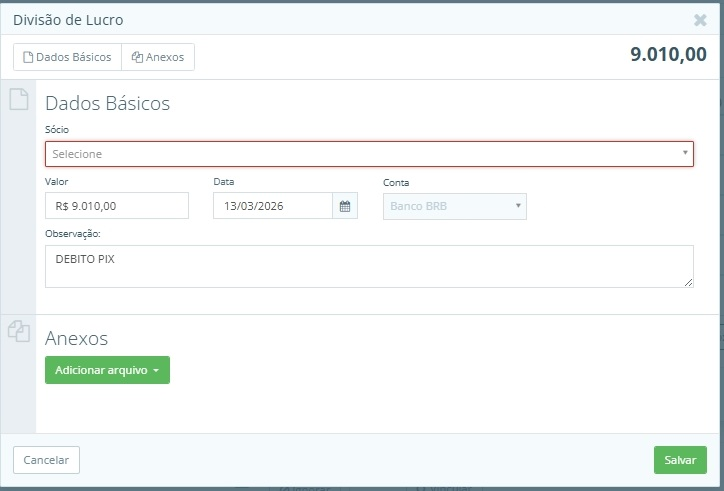 Divisão de Lucro
Dados Básicos Anexos 9.010,00
Dados Básicos
Sócio
Selecione
Valor Data Conta
R$ 9.010,00 13/03/2026 Banco BRB
Observação:
DEBITO PIX
Anexos
Adicionar arquivo
Cancelar Salvar